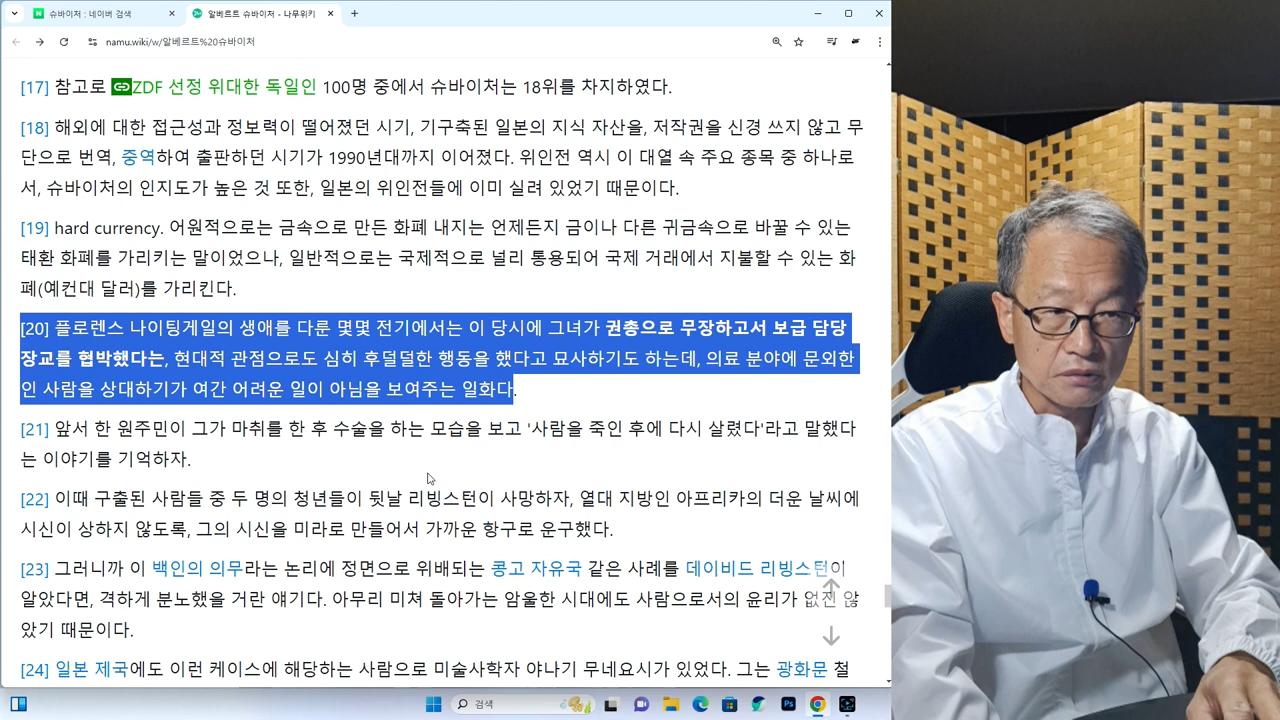 슈바이처 : 네이버 검색
알베르트 슈바이처 - 나무위키
namu.wiki/w/알베르트%20슈바이처
[17] 참고로 ZDF 선정 위대한 독일인 100명 중에서 슈바이처는 18위를 차지하였다.
[18] 해외에 대한 접근성과 정보력이 떨어졌던 시기, 기구축된 일본의 지식 자산을, 저작권을 신경 쓰지 않고 무
단으로 번역, 중역하여 출판하던 시기가 1990년대까지 이어졌다. 위인전 역시 이 대열 속 주요 종목 중 하나로
서, 슈바이처의 인지도가 높은 것 또한, 일본의 위인전들에 이미 실려 있었기 때문이다.
[19] hard currency. 어원적으로는 금속으로 만든 화폐 내지는 언제든지 금이나 다른 귀금속으로 바꿀 수 있는
태환 화폐를 가리키는 말이었으나, 일반적으로는 국제적으로 널리 통용되어 국제 거래에서 지불할 수 있는 화
폐(예컨대 달러)를 가리킨다.
[20] 플로렌스 나이팅게일의 생애를 다룬 몇몇 전기에서는 이 당시에 그녀가 권총으로 무장하고서 보급 담당
장교를 협박했다는, 현대적 관점으로도 심히 후덜덜한 행동을 했다고 묘사하기도 하는데, 의료 분야에 문외한
인 사람을 상대하기가 여간 어려운 일이 아님을 보여주는 일화다.
[21] 앞서 한 원주민이 그가 마취를 한 후 수술을 하는 모습을 보고 '사람을 죽인 후에 다시 살렸다'라고 말했다
는 이야기를 기억하자.
[22] 이때 구출된 사람들 중 두 명의 청년들이 뒷날 리빙스턴이 사망하자, 열대 지방인 아프리카의 더운 날씨에
시신이 상하지 않도록, 그의 시신을 미라로 만들어서 가까운 항구로 운구했다.
[23] 그러니까 이 백인의 의무라는 논리에 정면으로 위배되는 콩고 자유국 같은 사례를 데이비드 리빙스턴이
알았다면, 격하게 분노했을 거란 얘기다. 아무리 미쳐 돌아가는 암울한 시대에도 사람으로서의 윤리가 없진 않
았기 때문이다.
[24] 일본 제국에도 이런 케이스에 해당하는 사람으로 미술사학자 야나기 무네요시가 있었다. 그는 광화문 철
검색
Ps